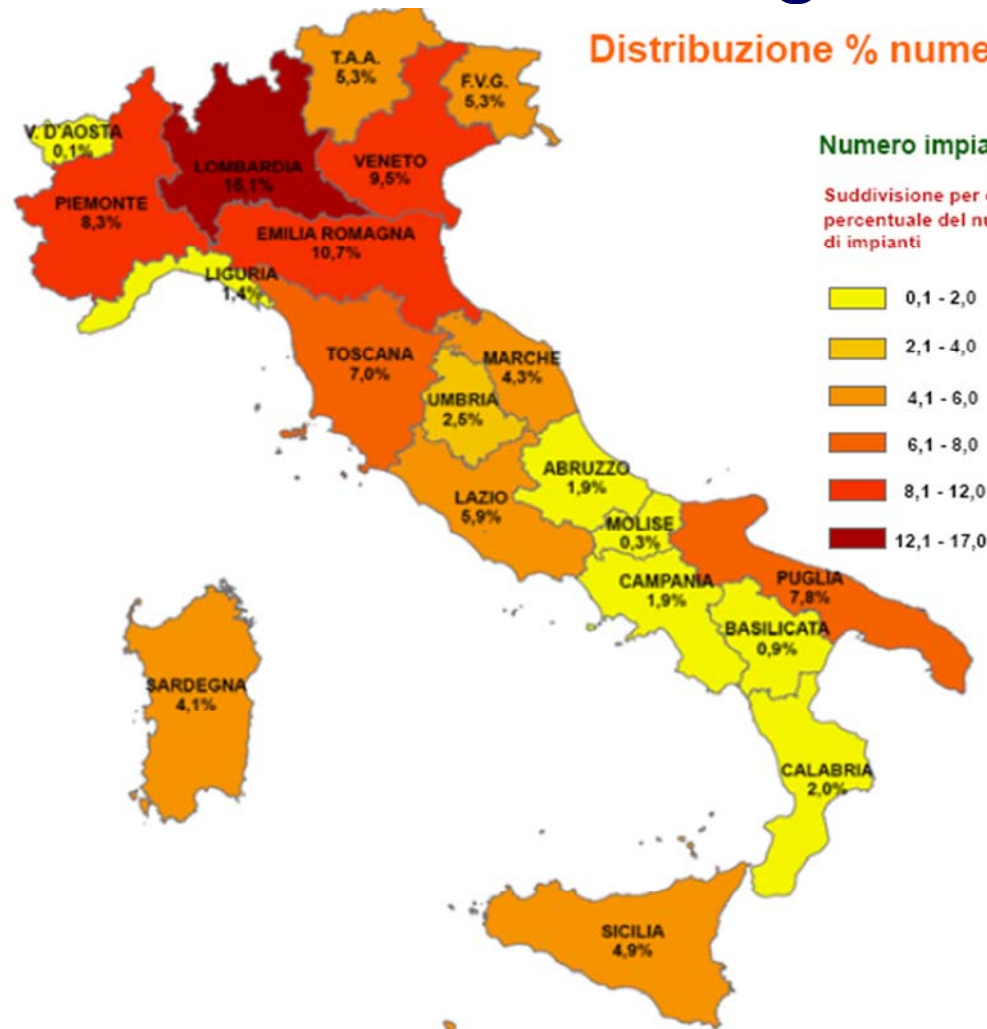 Distribuzione % nume
T.A.A.
5,3%
F.V.G.
5,3%
V. D'AOSTA
0,1%
LOMBARDIA
16,1%
VENETO
9,5%
PIEMONTE
8,3%
EMILIA ROMAGNA
10,7%
LIGURIA
1,4%
TOSCANA
7,0%
MARCHE
4,3%
UMBRIA
2,5%
ABRUZZO
1,9%
LAZIO
5,9%
MOLISE
0,3%
CAMPANIA
1,9%
PUGLIA
7,8%
BASILICATA
0,9%
SARDEGNA
4,1%
CALABRIA
2,0%
SICILIA
4,9%
Numero impia
Suddivisione per
percentuale del nu
di impianti
0,1 - 2,0
2,1 - 4,0
4,1 - 6,0
6,1 - 8,0
8,1 - 12,0
12,1 - 17,0